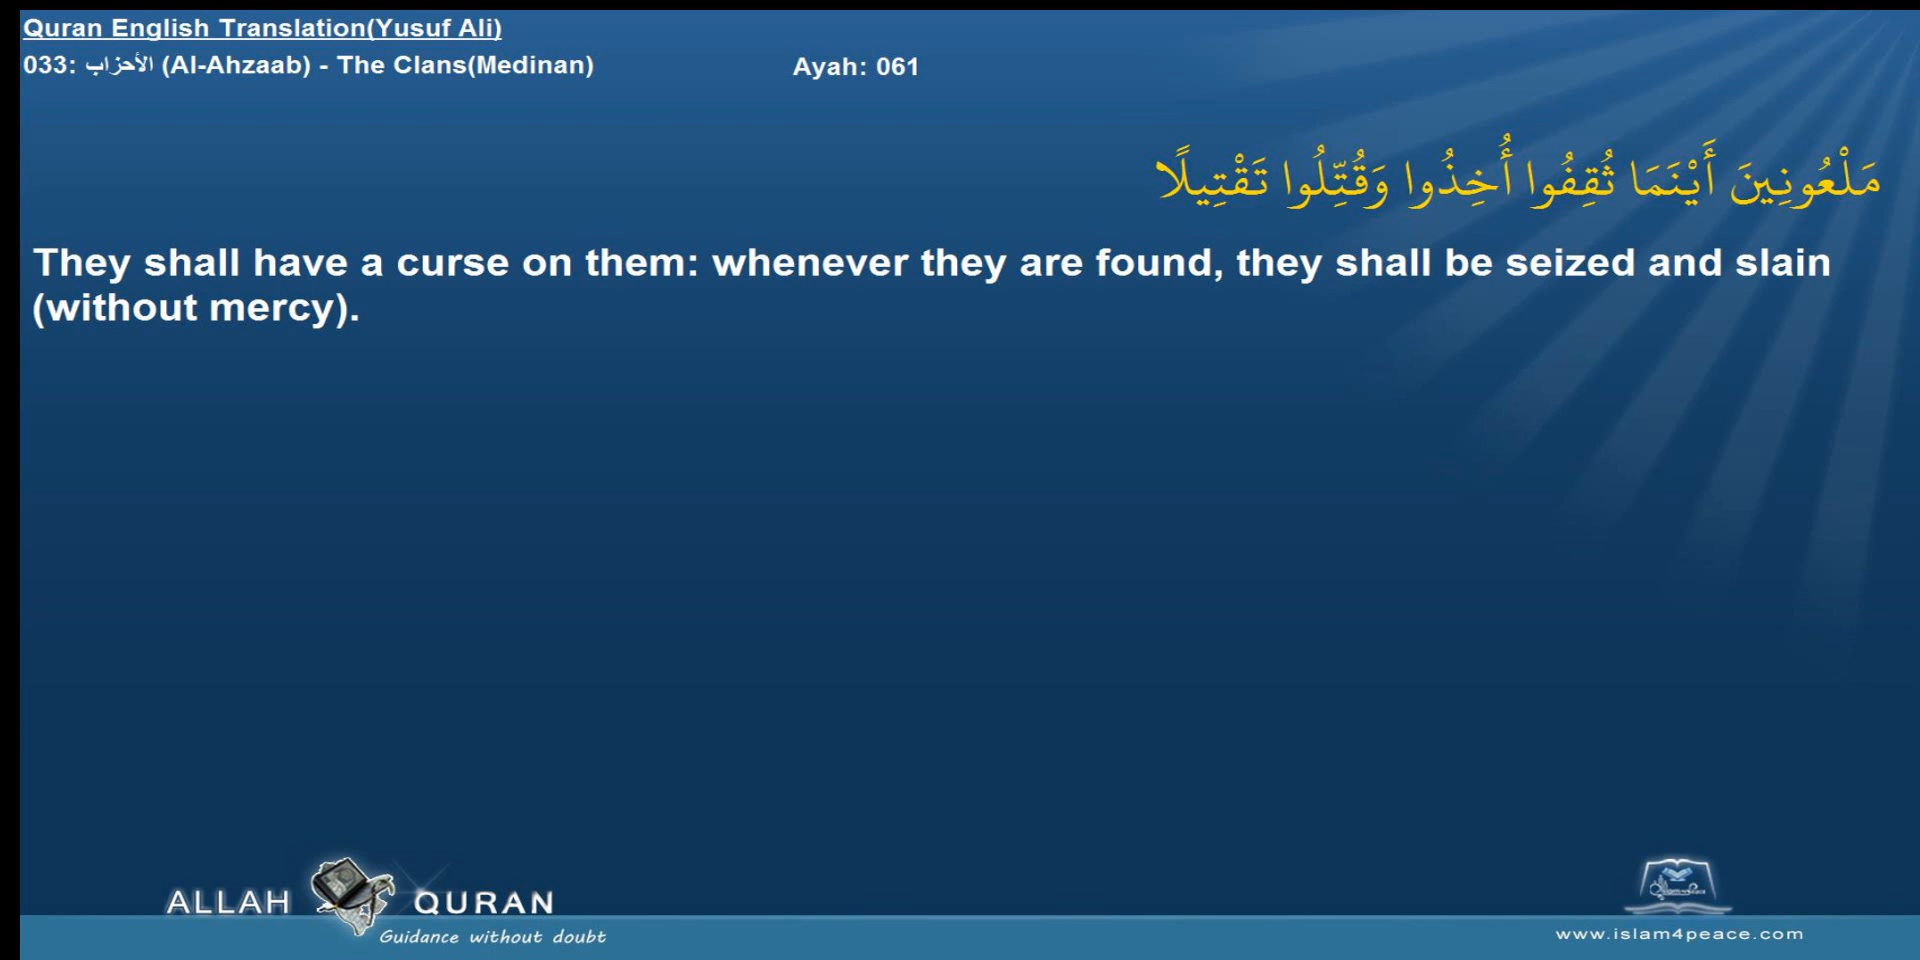 Quran English Translation(Yusuf Ali)
033: الأحزاب (Al-Ahzaab) - The Clans(Medinan) Ayah: 061
مَلْعُونِينَ أَيْنَمَا ثُقِفُوا أُخِذُوا وَقُتِّلُوا تَقْتِيلًا
They shall have a curse on them: whenever they are found, they shall be seized and slain
(without mercy).
ALLAH QURAN
Guidance without doubt
www.islam4peace.com